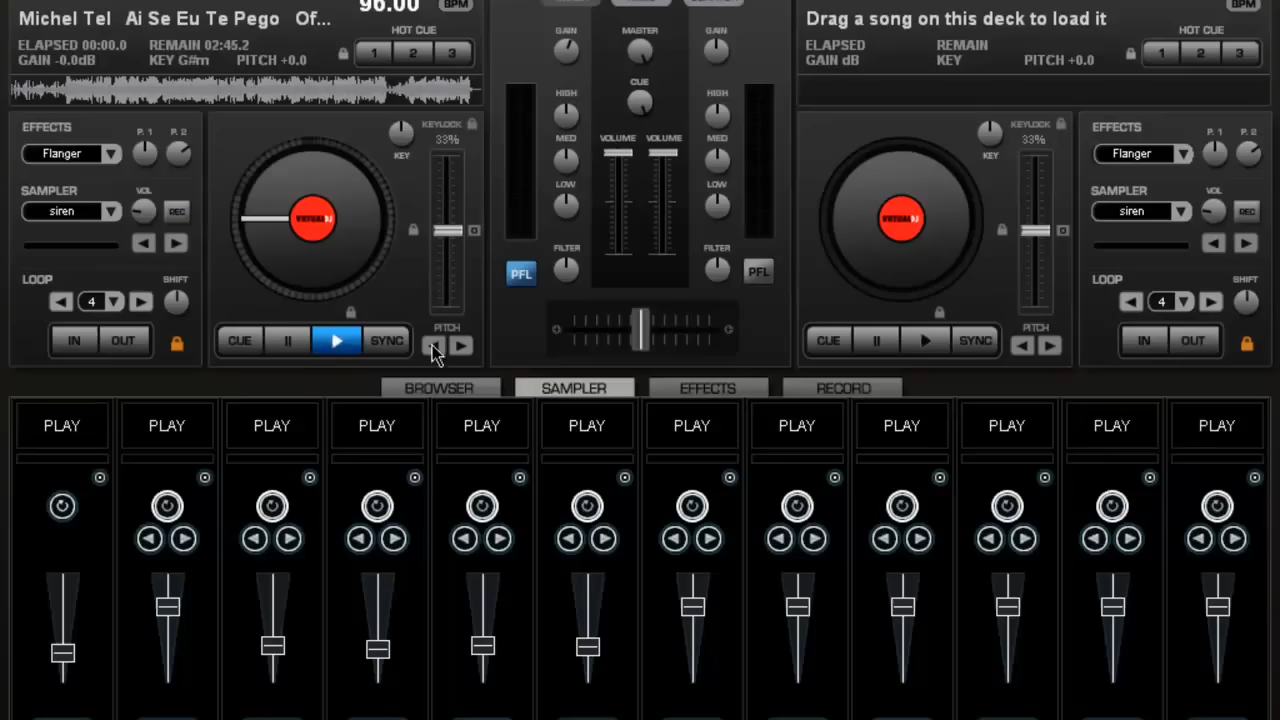 Michel Tel Ai Se Eu Te Pego Of...
96.00 BPM
ELAPSED 00:00.0 REMAIN 02:45.2
GAIN -0.0dB KEY G#m PITCH +0.0
HOT CUE
1 2 3
EFFECTS
P. 1 P. 2
Flanger
SAMPLER
VOL
siren
REC
LOOP
SHIFT
4
IN OUT
KEYLOCK
33%
KEY
VIRTUAL DJ
PITCH
CUE
SYNC
GAIN
MASTER
GAIN
CUE
HIGH
HIGH
VOLUME VOLUME
MED
MED
LOW
LOW
FILTER
FILTER
PFL
PFL
Drag a song on this deck to load it
BPM
ELAPSED REMAIN
GAIN dB KEY PITCH +0.0
HOT CUE
1 2 3
KEYLOCK
33%
KEY
VIRTUAL DJ
PITCH
CUE
SYNC
EFFECTS
P. 1 P. 2
Flanger
SAMPLER
VOL
siren
REC
LOOP
SHIFT
4
IN OUT
BROWSER SAMPLER EFFECTS RECORD
PLAY PLAY PLAY PLAY PLAY PLAY PLAY PLAY PLAY PLAY PLAY PLAY